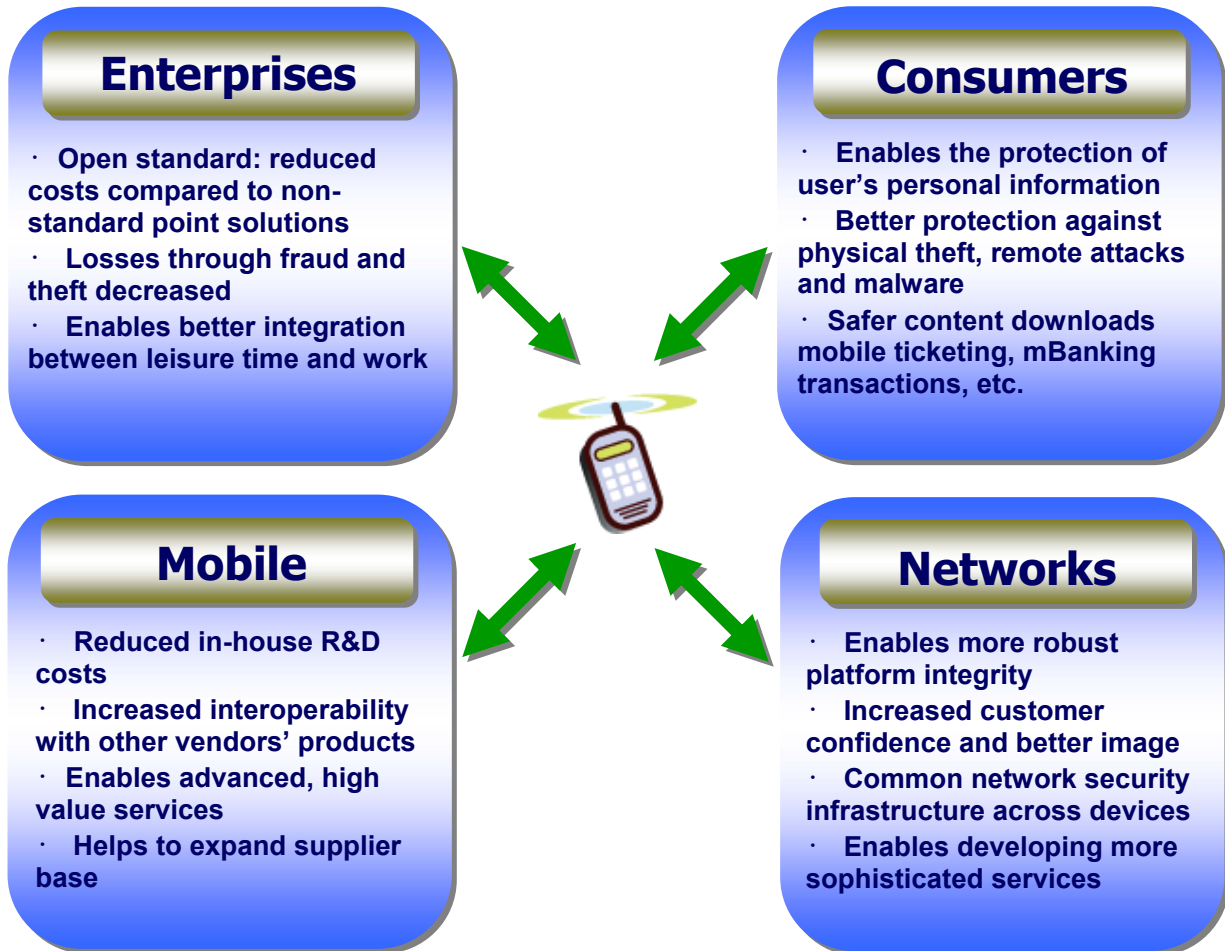 Enterprises
· Open standard: reduced
costs compared to non-
standard point solutions
· Losses through fraud and
theft decreased
· Enables better integration
between leisure time and work
Consumers
· Enables the protection of
user’s personal information
· Better protection against
physical theft, remote attacks
and malware
· Safer content downloads
mobile ticketing, mBanking
transactions, etc.
Mobile
· Reduced in-house R&D
costs
· Increased interoperability
with other vendors’ products
· Enables advanced, high
value services
· Helps to expand supplier
base
Networks
· Enables more robust
platform integrity
· Increased customer
confidence and better image
· Common network security
infrastructure across devices
· Enables developing more
sophisticated services